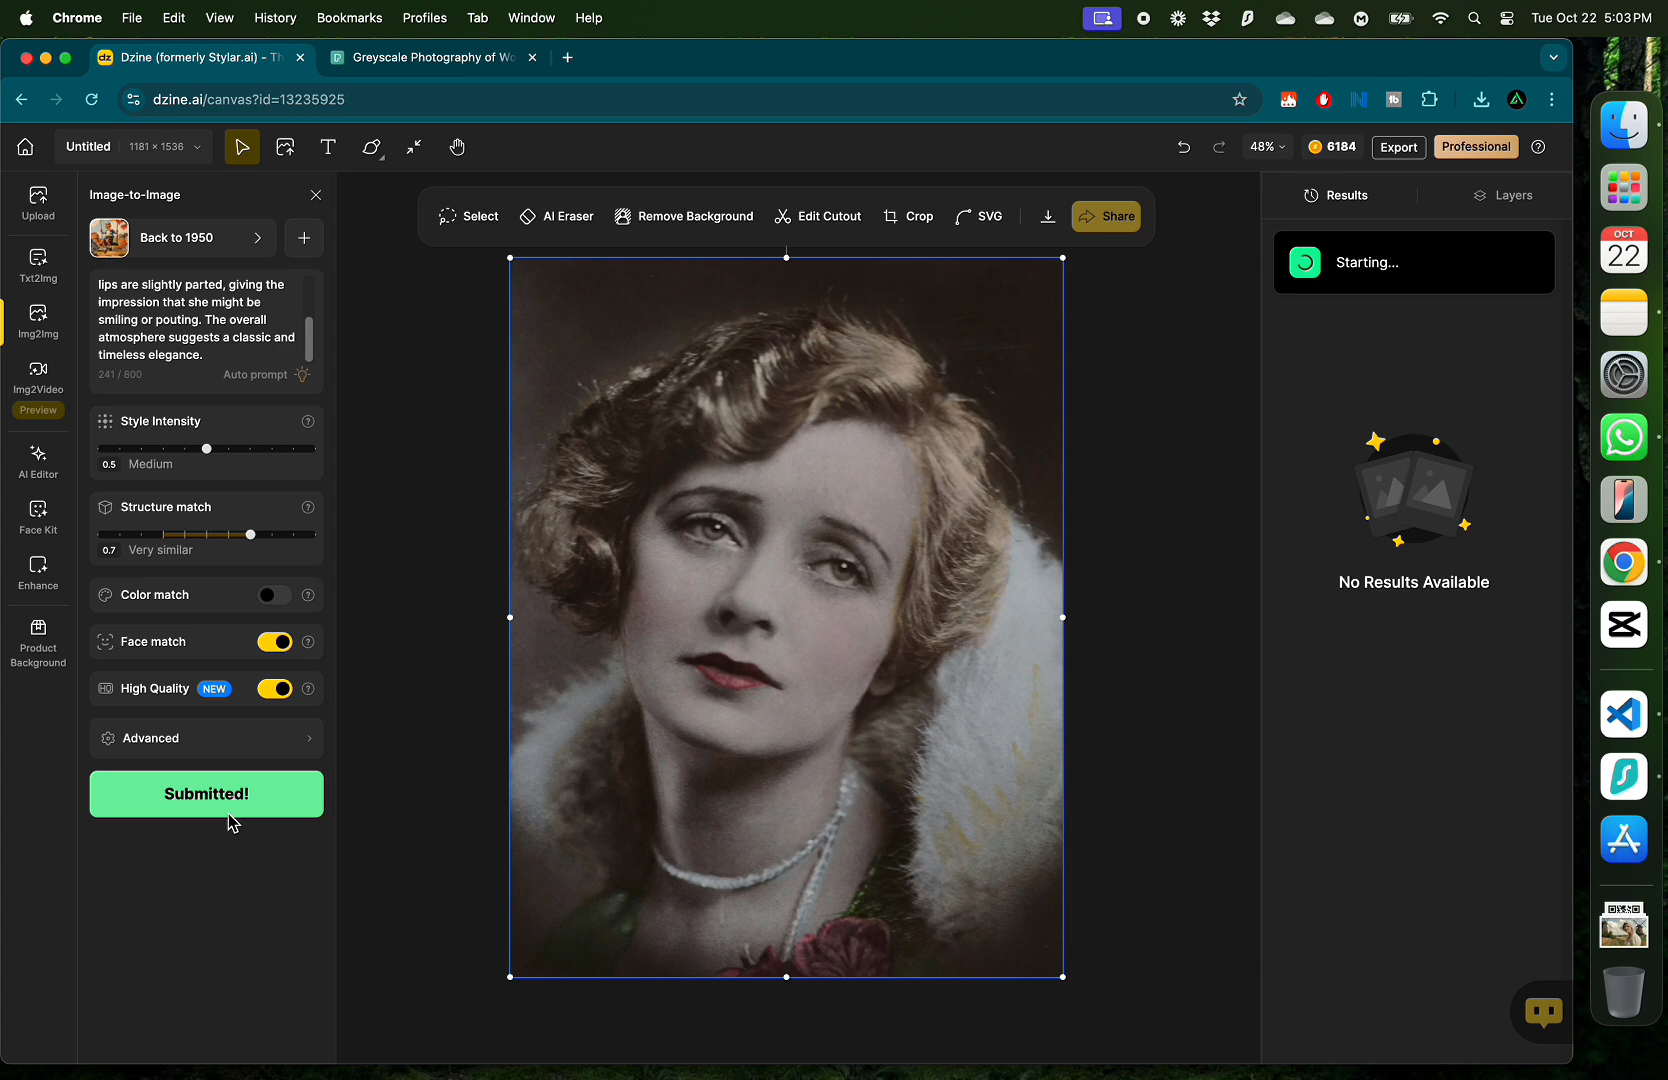 Chrome File Edit View History Bookmarks Profiles Tab Window Help
Tue Oct 22 5:03 PM
Dzine (formerly Stylar.ai) - Th
Greyscale Photography of Wo
dzine.ai/canvas?id=13235925
Untitled 1181 × 1536
48%
6184
Export
Professional
Upload
Txt2Img
Img2Img
Img2Video
Preview
AI Editor
Face Kit
Enhance
Product
Background
Image-to-Image
Back to 1950
lips are slightly parted, giving the
impression that she might be
smiling or pouting. The overall
atmosphere suggests a classic and
timeless elegance.
241 / 800
Auto prompt
Style Intensity
0.5 Medium
Structure match
0.7 Very similar
Color match
Face match
HQ High Quality NEW
Advanced
Submitted!
Select
AI Eraser
Remove Background
Edit Cutout
Crop
SVG
Share
Results
Layers
Starting...
No Results Available
OCT
22